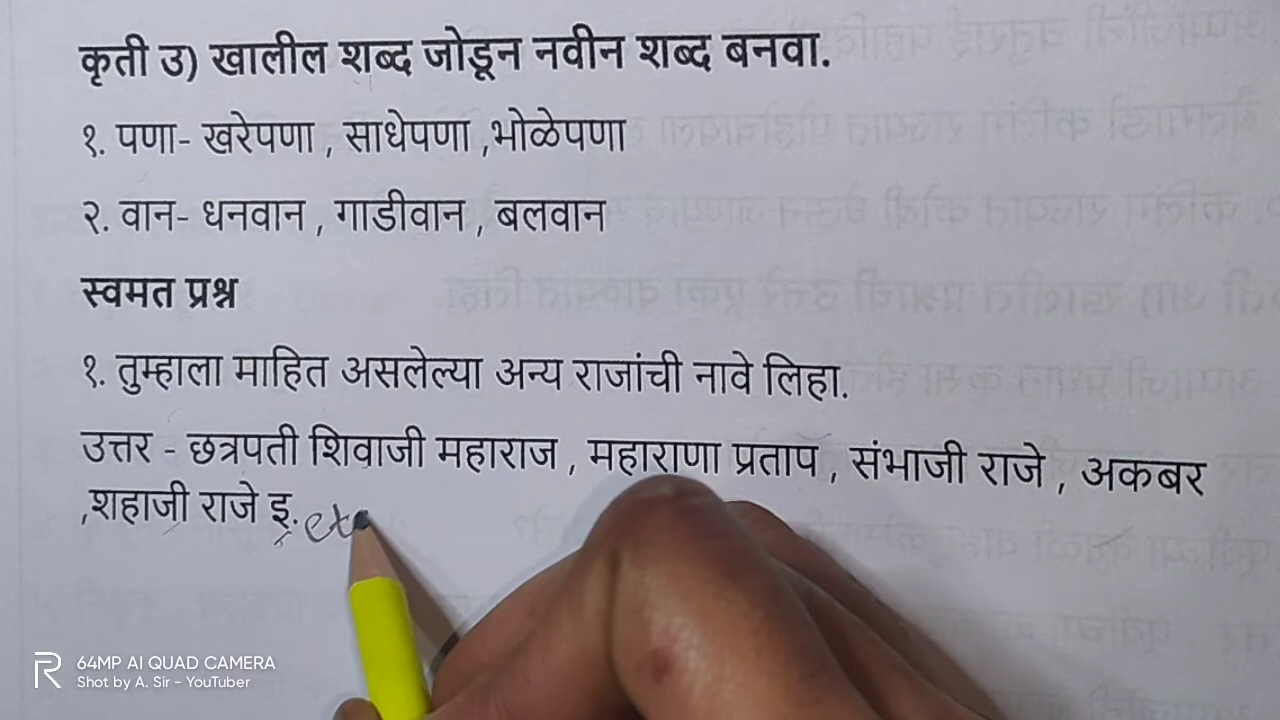 कृती उ) खालील शब्द जोडून नवीन शब्द बनवा.
१. पणा- खरेपणा , साधेपणा ,भोळेपणा
२. वान- धनवान , गाडीवान , बलवान
स्वमत प्रश्न
१. तुम्हाला माहित असलेल्या अन्य राजांची नावे लिहा.
उत्तर - छत्रपती शिवाजी महाराज , महाराणा प्रताप , संभाजी राजे , अकबर
,शहाजी राजे इ.
64MP AI QUAD CAMERA
Shot by A. Sir - YouTuber